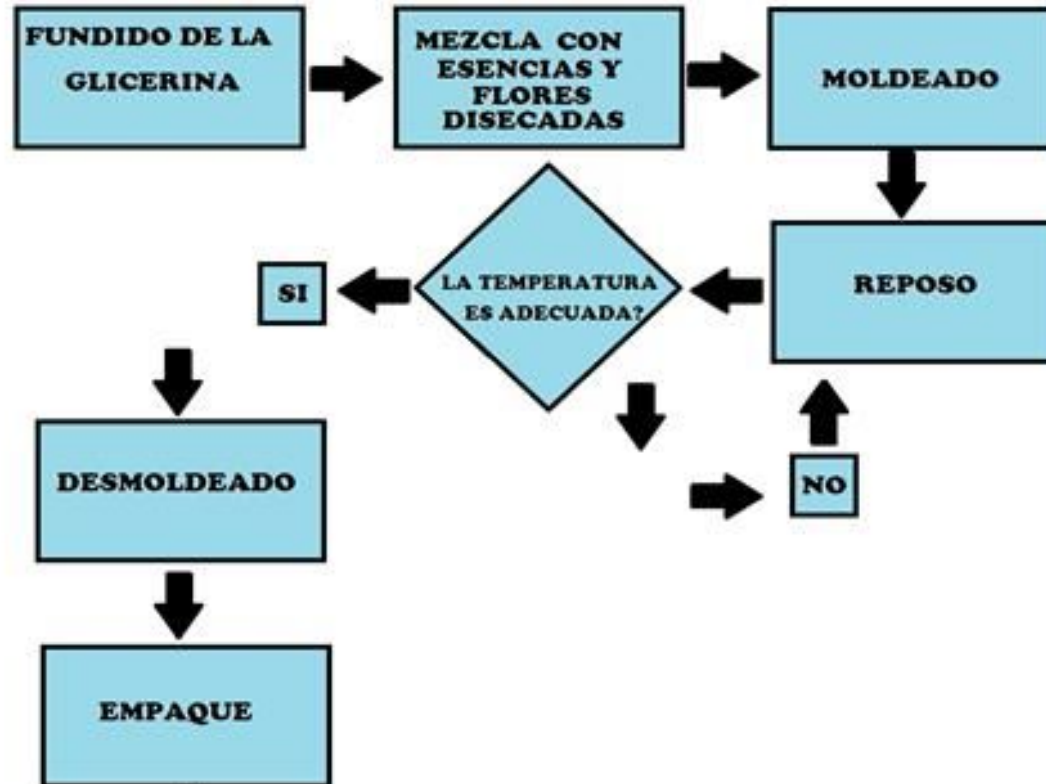 FUNDIDO DE LA
GLICERINA
MEZCLA CON
ESENCIAS Y
FLORES
DISECADAS
MOLDEADO
REPOSO
LA TEMPERATURA
ES ADECUADA?
SI
NO
DESMOLDEADO
EMPAQUE